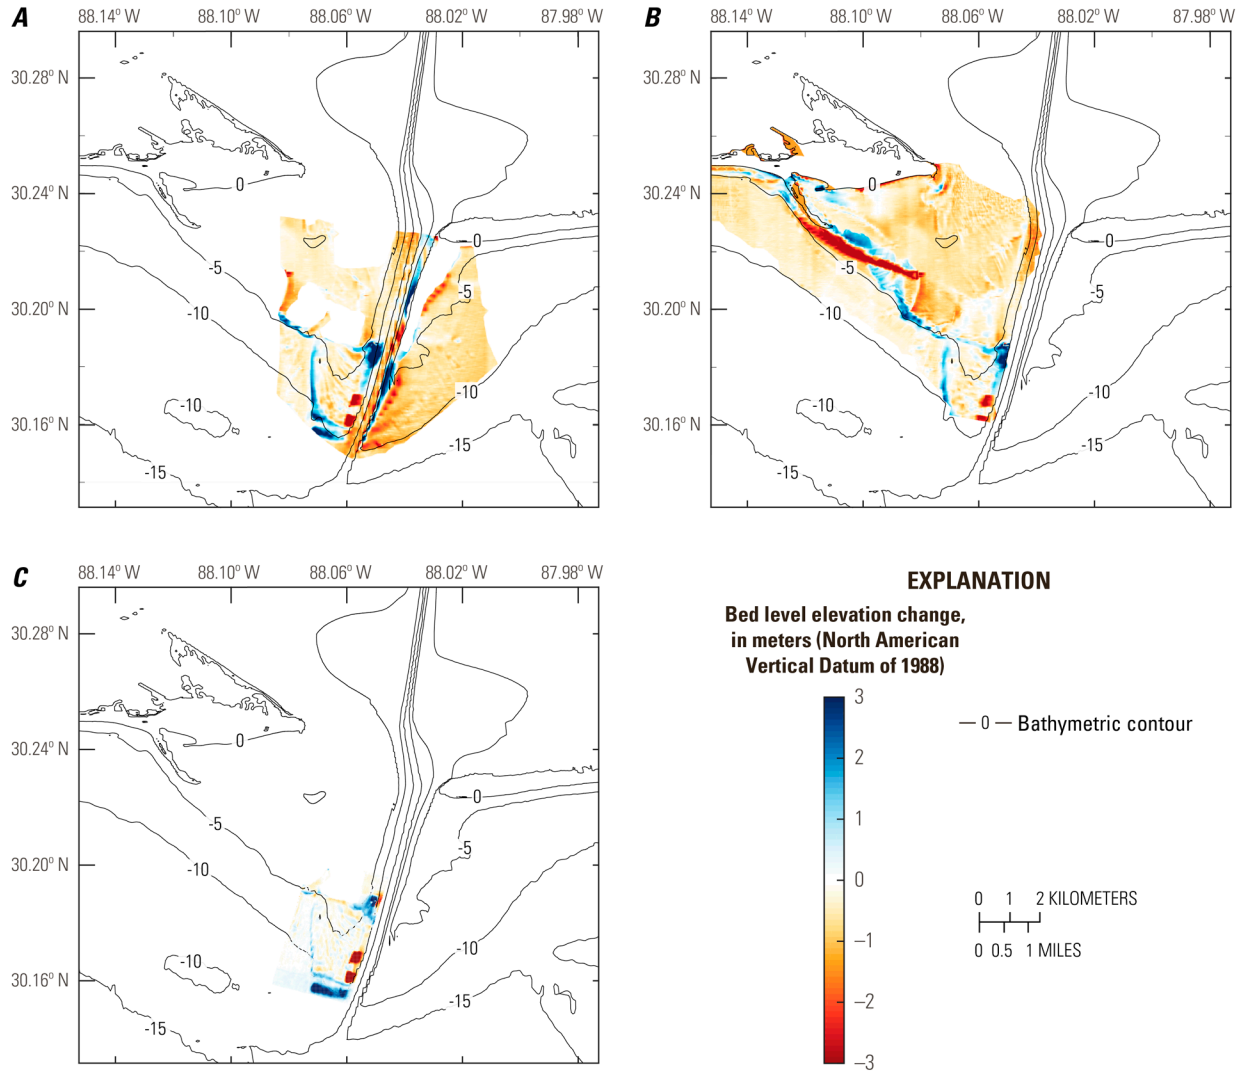 A
88.14° W 88.10° W 88.06° W 88.02° W 87.98° W
30.28° N
30.24° N
30.20° N
30.16° N
0
0
-5
-5
-10
-10
-10
-15
-15
B
88.14° W 88.10° W 88.06° W 88.02° W 87.98° W
30.28° N
30.24° N
30.20° N
30.16° N
0
0
-5
-5
-10
-10
-10
-15
-15
C
88.14° W 88.10° W 88.06° W 88.02° W 87.98° W
30.28° N
30.24° N
30.20° N
30.16° N
0
0
-5
-5
-10
-10
-10
-15
-15
EXPLANATION
Bed level elevation change,
in meters (North American
Vertical Datum of 1988)
3
2
1
0
−1
−2
−3
— 0 — Bathymetric contour
0 1 2 KILOMETERS
0 0.5 1 MILES